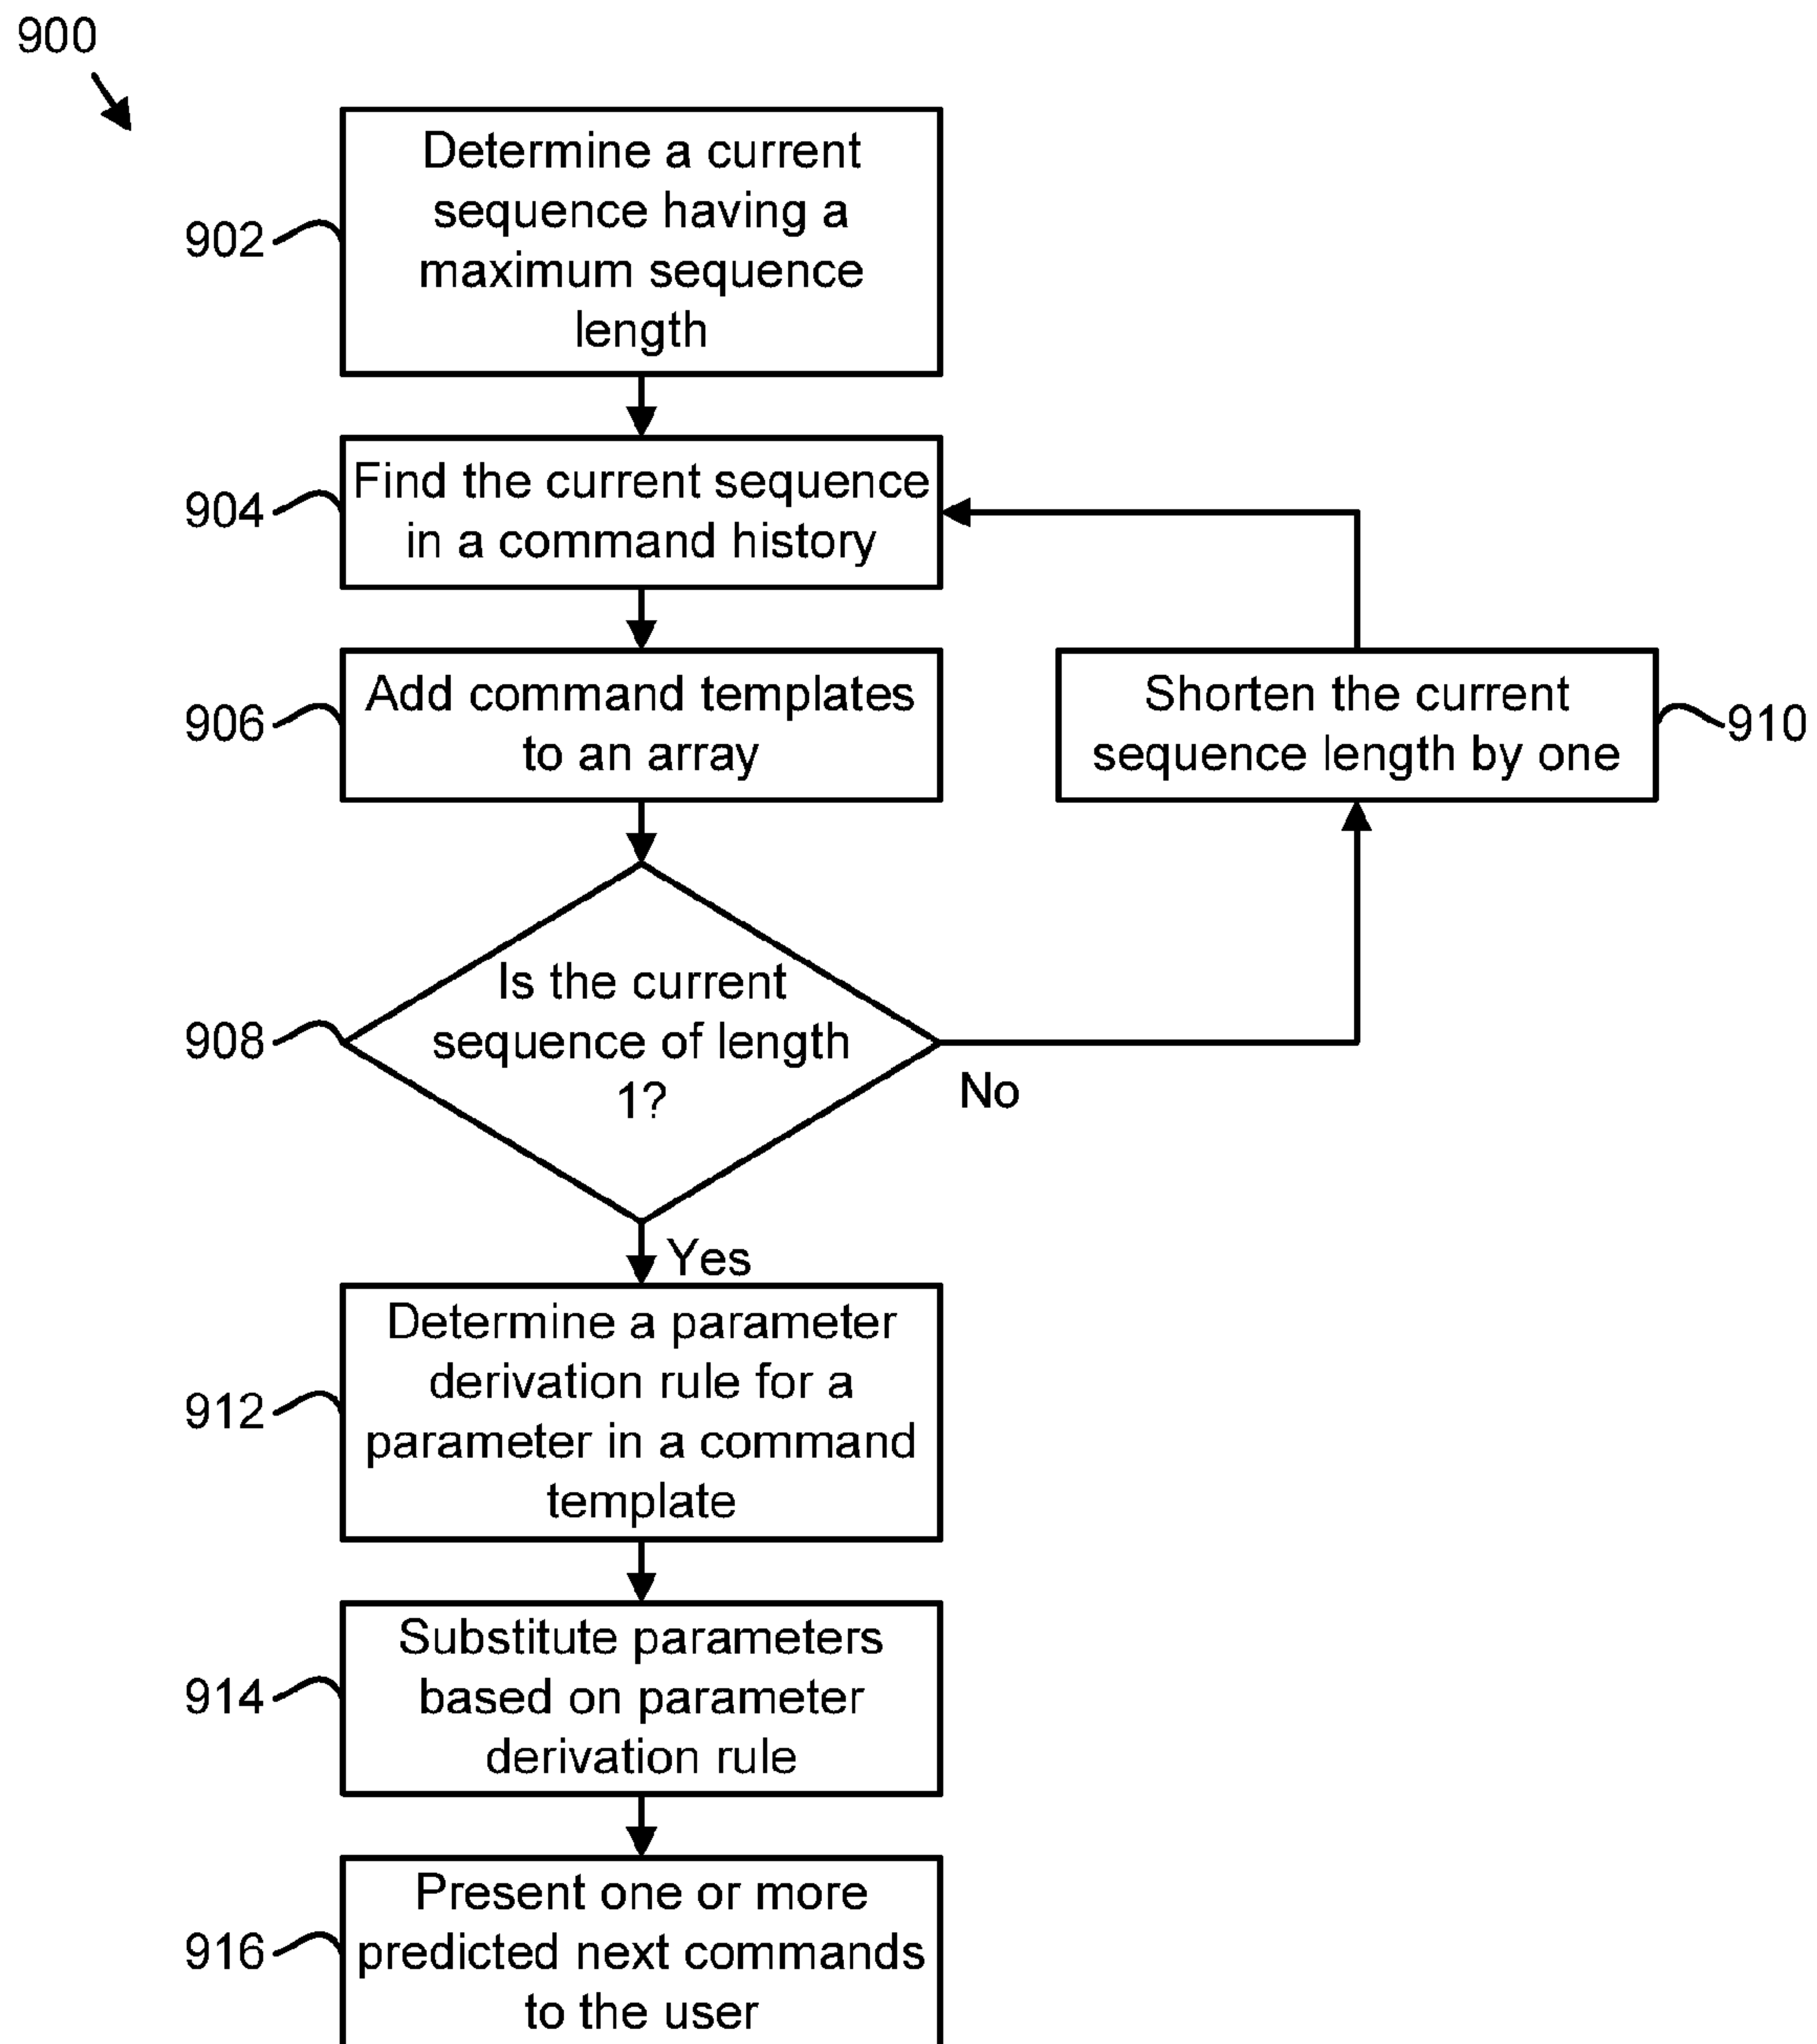 900
902
Determine a current
sequence having a
maximum sequence
length
904
Find the current sequence
in a command history
906
Add command templates
to an array
Shorten the current
sequence length by one
910
908
Is the current
sequence of length
1?
No
Yes
912
Determine a parameter
derivation rule for a
parameter in a command
template
914
Substitute parameters
based on parameter
derivation rule
916
Present one or more
predicted next commands
to the user